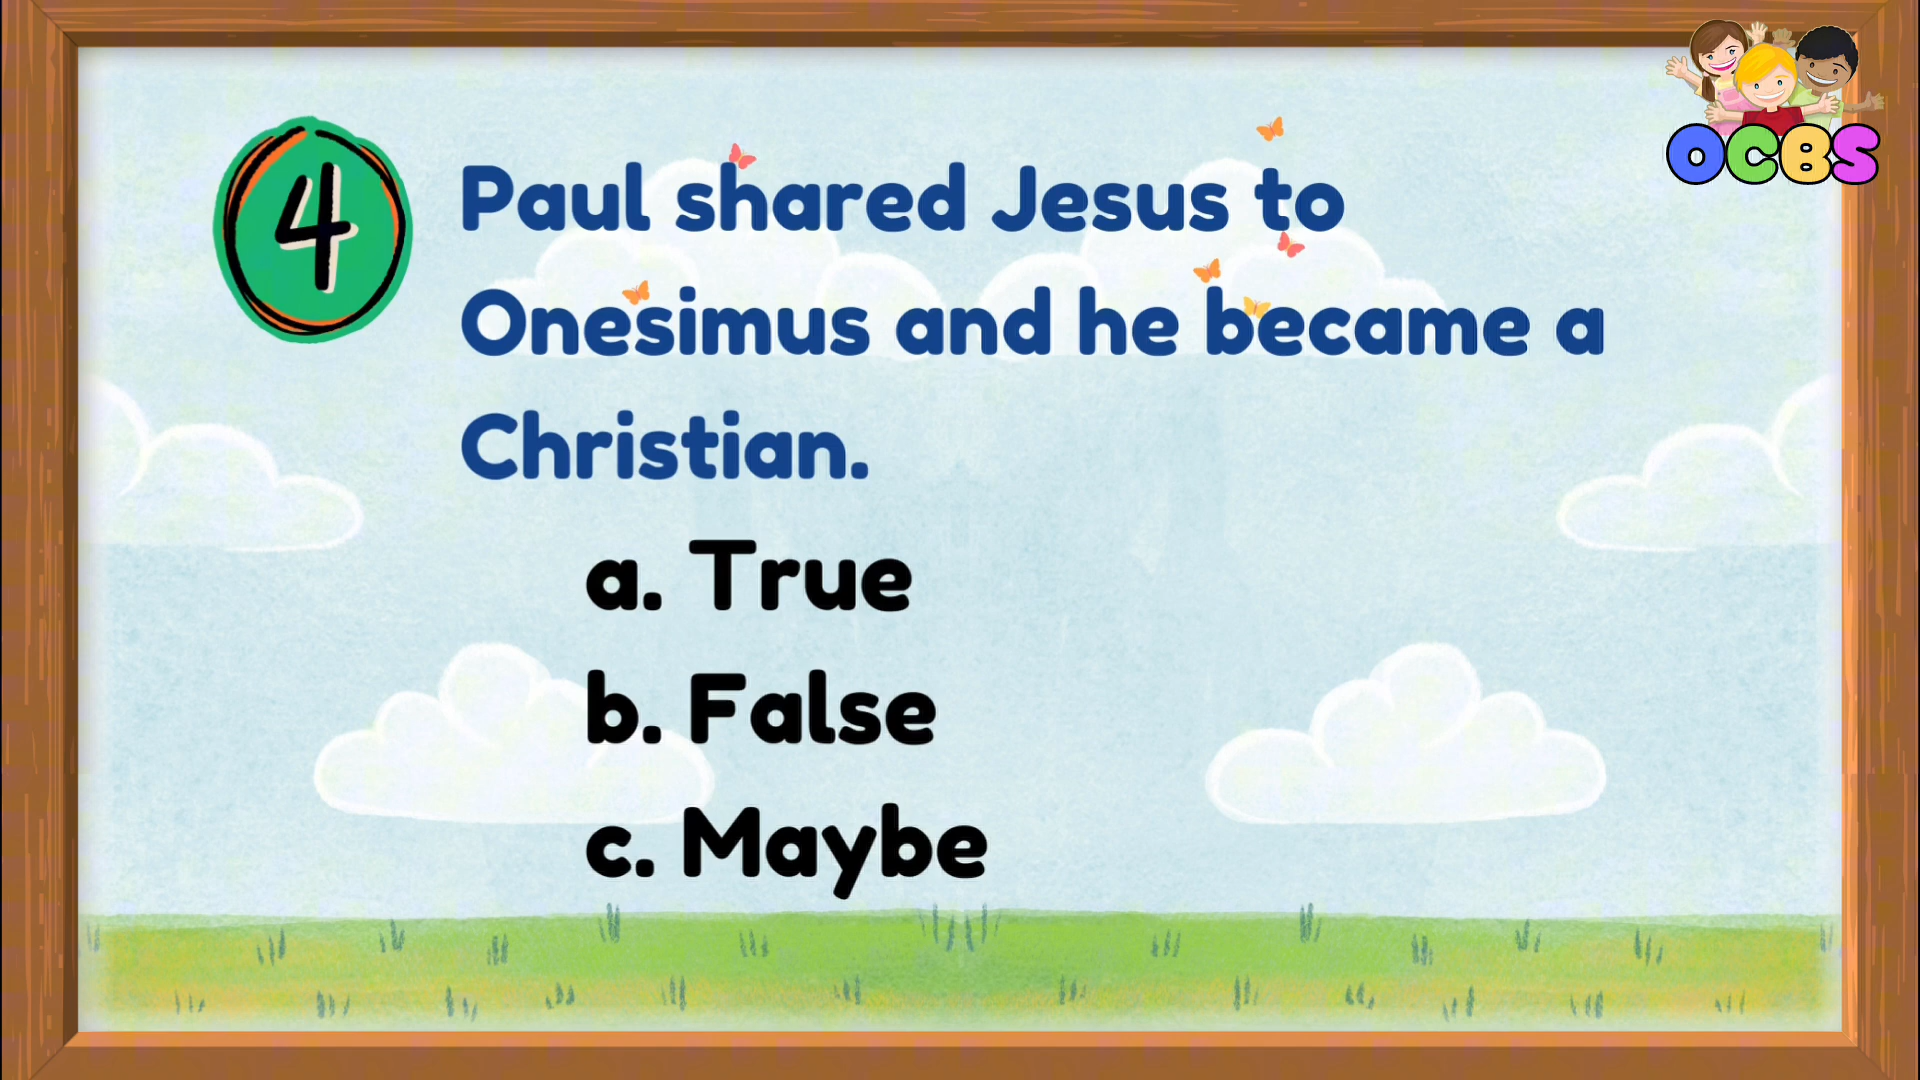 OCBS
4
Paul shared Jesus to
Onesimus and he became a
Christian.
a. True
b. False
c. Maybe